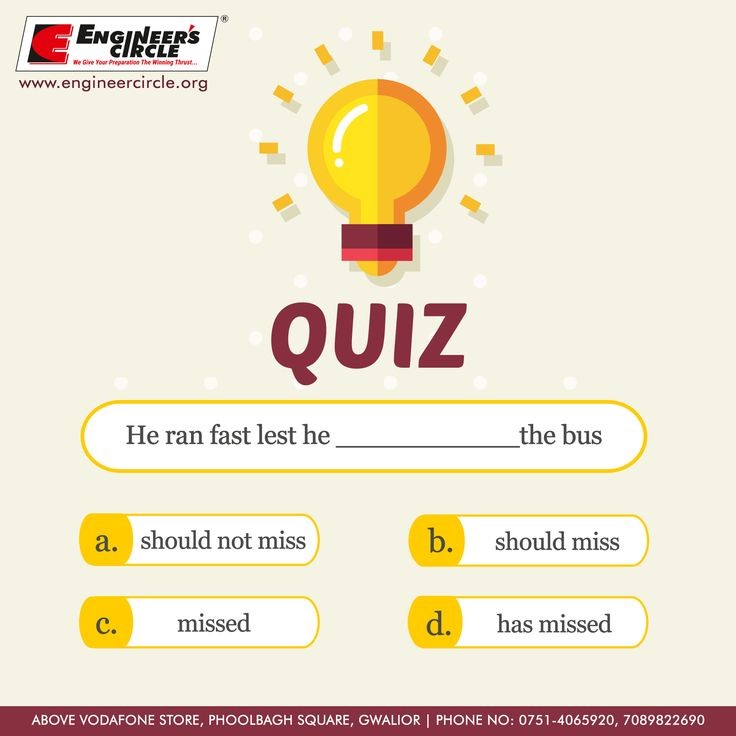 ENGINEER'S
CIRCLE
®
We Give Your Preparation The Winning Thrust...
www.engineercircle.org
QUIZ
He ran fast lest he ____________the bus
a. should not miss
b. should miss
c. missed
d. has missed
ABOVE VODAFONE STORE, PHOOLBAGH SQUARE, GWALIOR | PHONE NO: 0751-4065920, 7089822690